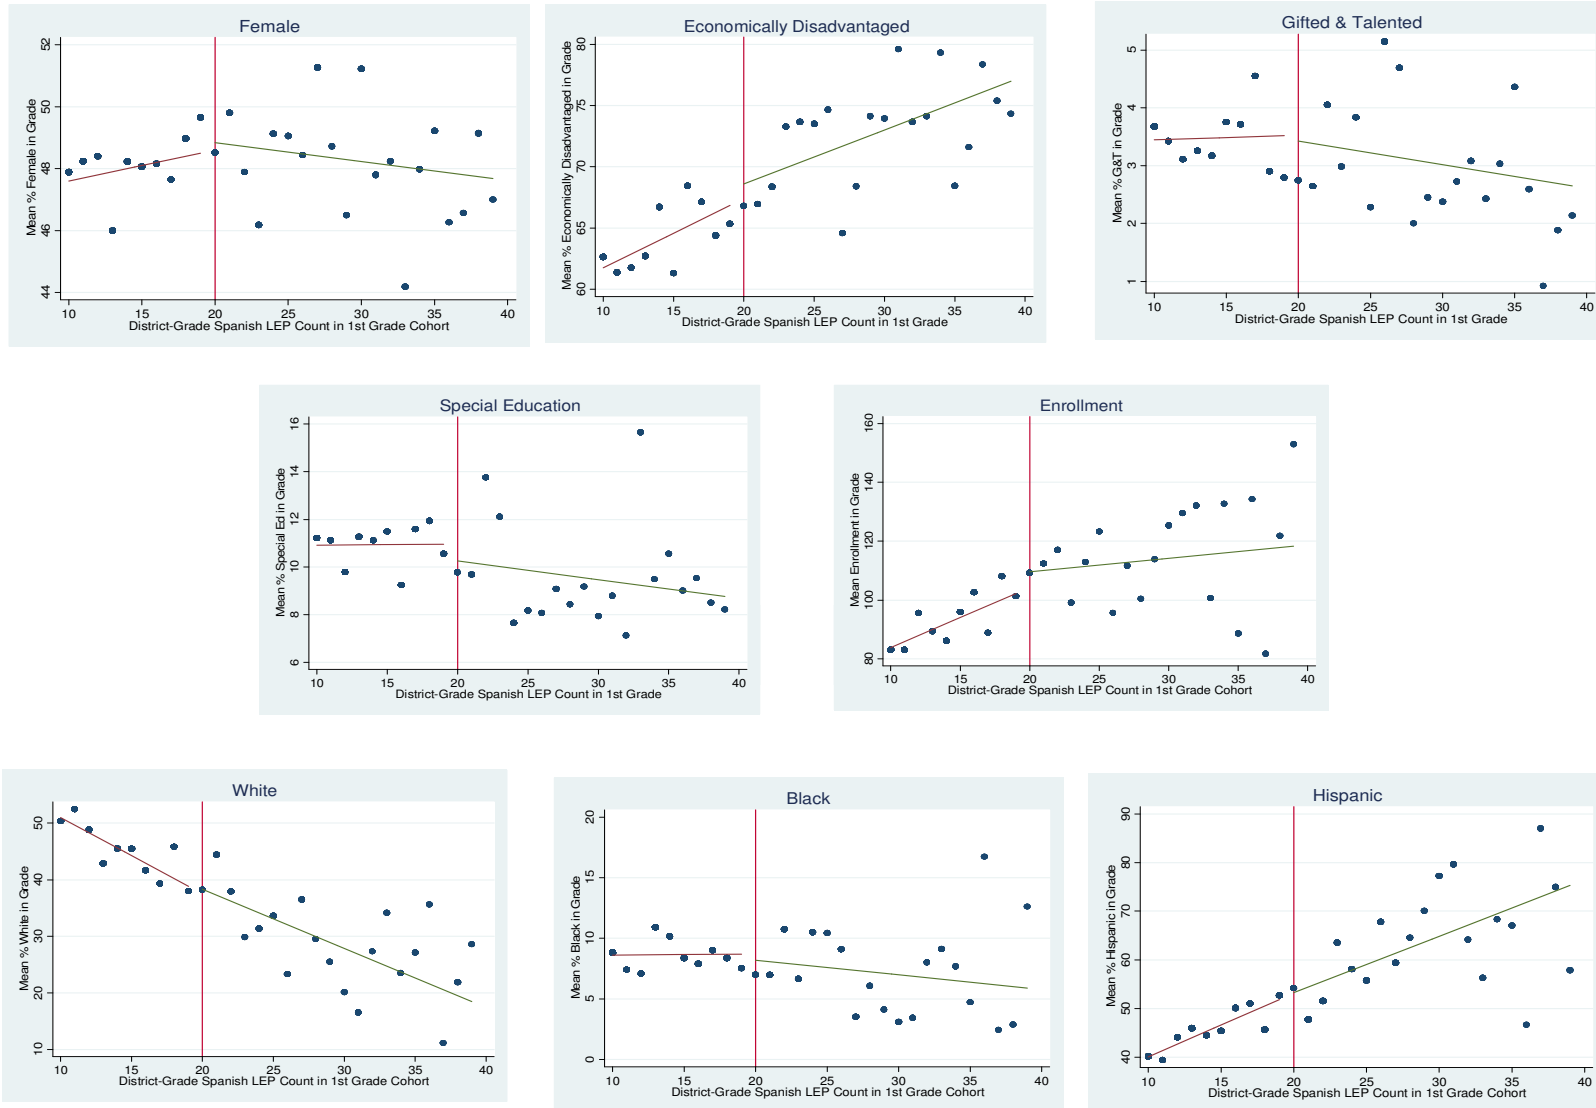 Female
Mean % Female in Grade
52
50
48
46
44
10 15 20 25 30 35 40
District-Grade Spanish LEP Count in 1st Grade Cohort
Economically Disadvantaged
Mean % Economically Disadvantaged in Grade
80
75
70
65
60
10 15 20 25 30 35 40
District-Grade Spanish LEP Count in 1st Grade
Gifted & Talented
Mean % G&T in Grade
5
4
3
2
1
10 15 20 25 30 35 40
District-Grade Spanish LEP Count in 1st Grade
Special Education
Mean % Special Ed in Grade
16
14
12
10
8
6
10 15 20 25 30 35 40
District-Grade Spanish LEP Count in 1st Grade
Enrollment
Mean Enrollment in Grade
160
140
120
100
80
10 15 20 25 30 35 40
District-Grade Spanish LEP Count in 1st Grade Cohort
White
Mean % White in Grade
50
40
30
20
10
10 15 20 25 30 35 40
District-Grade Spanish LEP Count in 1st Grade Cohort
Black
Mean % Black in Grade
20
15
10
5
0
10 15 20 25 30 35 40
District-Grade Spanish LEP Count in 1st Grade Cohort
Hispanic
Mean % Hispanic in Grade
90
80
70
60
50
40
10 15 20 25 30 35 40
District-Grade Spanish LEP Count in 1st Grade Cohort